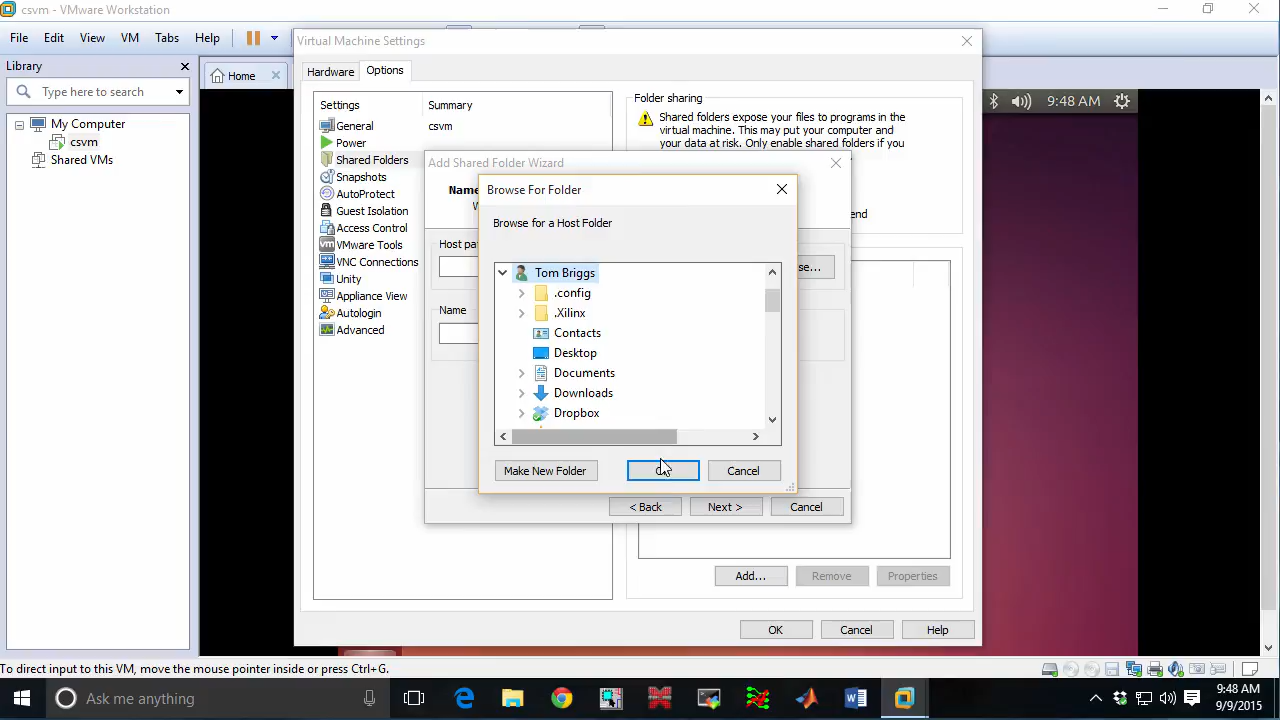 csvm - VMware Workstation
File Edit View VM Tabs Help
Library
Type here to search
My Computer
csvm
Shared VMs
Home
9:48 AM
Virtual Machine Settings
Hardware Options
Settings Summary
General csvm
Power
Shared Folders
Snapshots
AutoProtect
Guest Isolation
Access Control
VMware Tools
VNC Connections
Unity
Appliance View
Autologin
Advanced
Folder sharing
Shared folders expose your files to programs in the
virtual machine. This may put your computer and
your data at risk. Only enable shared folders if you
Add Shared Folder Wizard
Name
Browse For Folder
Browse for a Host Folder
Tom Briggs
.config
.Xilinx
Contacts
Desktop
Documents
Downloads
Dropbox
Make New Folder Cancel
< Back Next > Cancel
Add... Remove Properties
OK Cancel Help
To direct input to this VM, move the mouse pointer inside or press Ctrl+G.
Ask me anything
9:48 AM
9/9/2015